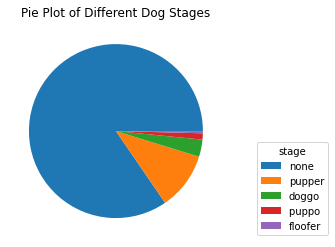 Pie Plot of Different Dog Stages
stage
none
pupper
doggo
puppo
floofer